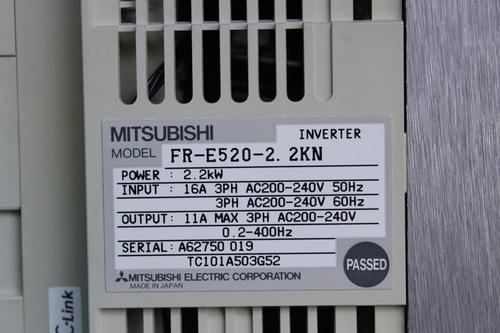 MITSUBISHI
INVERTER
MODEL FR-E520-2.2KN
POWER : 2.2kW
INPUT : 16A 3PH AC200-240V 50Hz
3PH AC200-240V 60Hz
OUTPUT: 11A MAX 3PH AC200-240V
0.2-400Hz
SERIAL: A62750 019
TC101A503G52
PASSED
MITSUBISHI ELECTRIC CORPORATION
MADE IN JAPAN
C-Link